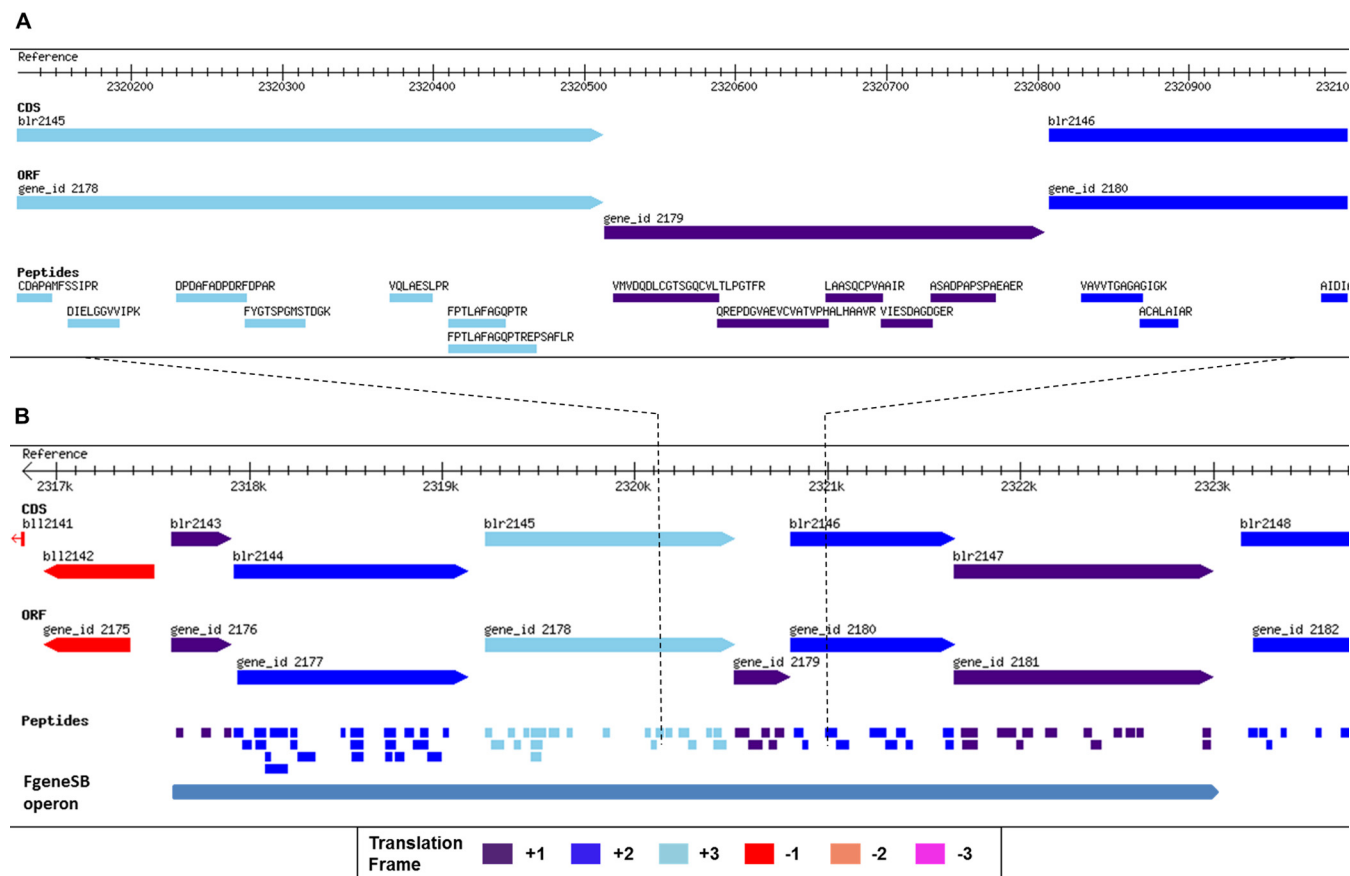 A
Reference
2320200 2320300 2320400 2320500 2320600 2320700 2320800 2320900 23210
CDS
blr2145 blr2146
ORF
gene_id 2178 gene_id 2180
gene_id 2179
Peptides
CDAPAMFSSIPR DPDAFADPDRFDPAR VQLAESLPR VMVDQDLCGTSGQCVLTLPGTFR LAASQCPVAAIR ASADPAPSPAEAER VAVVTGAGAGIGK AIDIA
DIELGGVVIPK FYGTSPGMSTDGK FPTLAFAGQPTR QREPDGVAEVCVATVPHALHAAVR VIESDAGDGER ACALAIAR
FPTLAFAGQPTREPSAFLR
B
Reference
2317k 2318k 2319k 2320k 2321k 2322k 2323k
CDS
bll2141 blr2143 blr2145 blr2146 blr2148
bll2142 blr2144 blr2147
ORF
gene_id 2175 gene_id 2176 gene_id 2178 gene_id 2180 gene_id 2182
gene_id 2177 gene_id 2179 gene_id 2181
Peptides
FgeneSB
operon
Translation
Frame
+1 +2 +3 -1 -2 -3